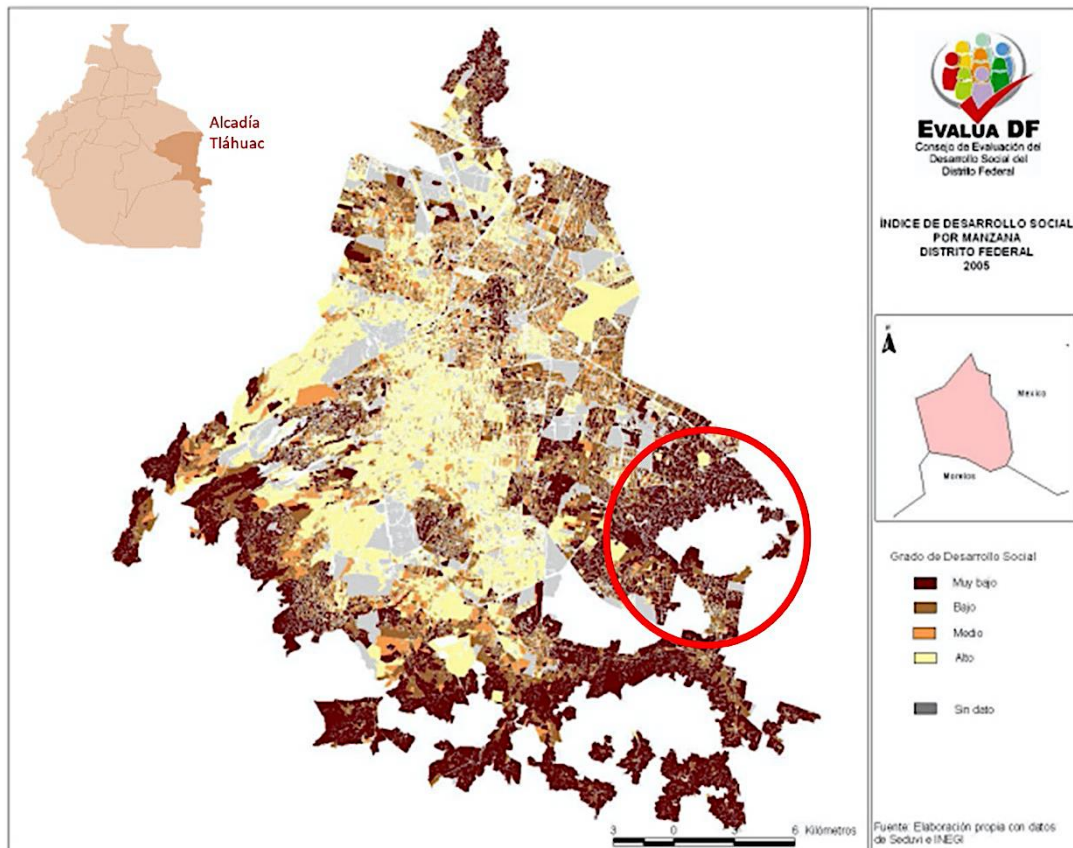 Alcadía
Tláhuac
EVALUA DF
Consejo de Evaluación del
Desarrollo Social del
Distrito Federal
ÍNDICE DE DESARROLLO SOCIAL
POR MANZANA
DISTRITO FEDERAL
2005
N
Mexico
Morelos
Grado de Desarrollo Social
Muy bajo
Bajo
Medio
Alto
Sin dato
3 0 3 6 Kilómetros
Fuente: Elaboración propia con datos
de Seduvi e INEGI